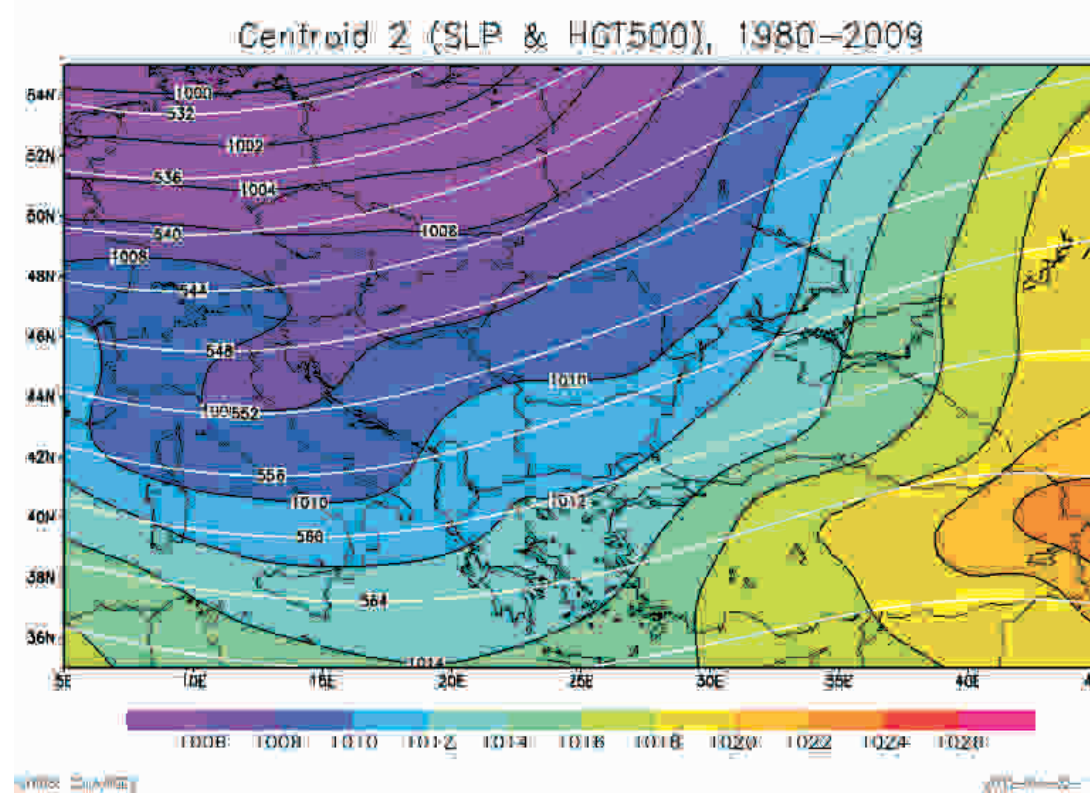 Centroid 2 (SLP & HGT500), 1980–2009
54N
1000
532
1002
52N
536
1004
50N
540
1008
1008
48N
544
46N
548
1010
44N
552
42N
556
1010
1012
40N
560
38N
564
36N
1014
5E 10E 15E 20E 25E 30E 35E 40E
1006 1008 1010 1012 1014 1016 1018 1020 1022 1024 1028